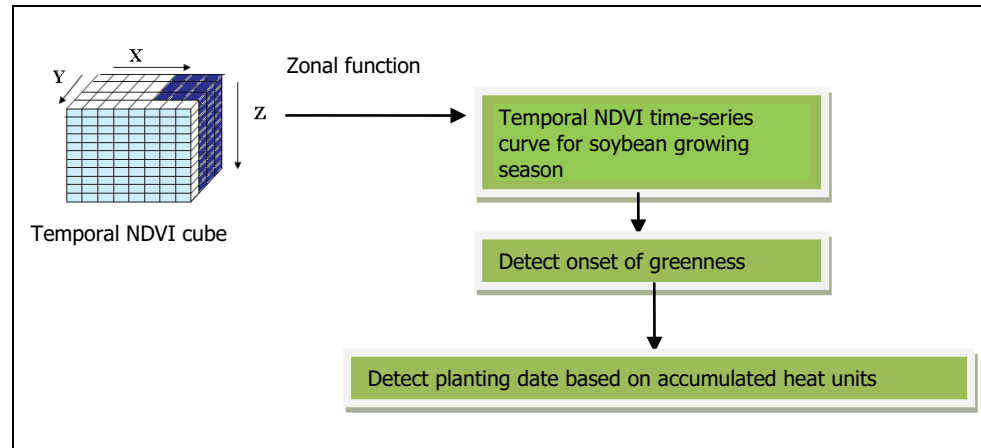 X
Y
Z
Zonal function
Temporal NDVI time-series
curve for soybean growing
season
Temporal NDVI cube
Detect onset of greenness
Detect planting date based on accumulated heat units